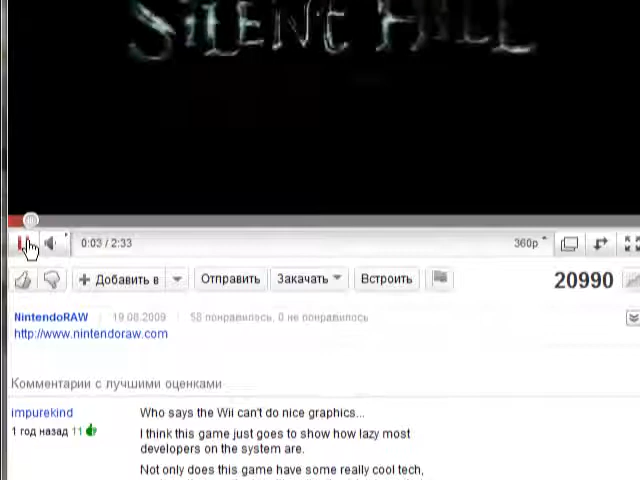 SILENT HILL
0:03 / 2:33
360p
Добавить в
Отправить
Закачать
Встроить
20990
NintendoRAW | 19.08.2009 | 58 понравилось, 0 не понравилось
http://www.nintendoraw.com
Комментарии с лучшими оценками
impurekind
1 год назад 11
Who says the Wii can't do nice graphics...
I think this game just goes to show how lazy most
developers on the system are.
Not only does this game have some really cool tech,